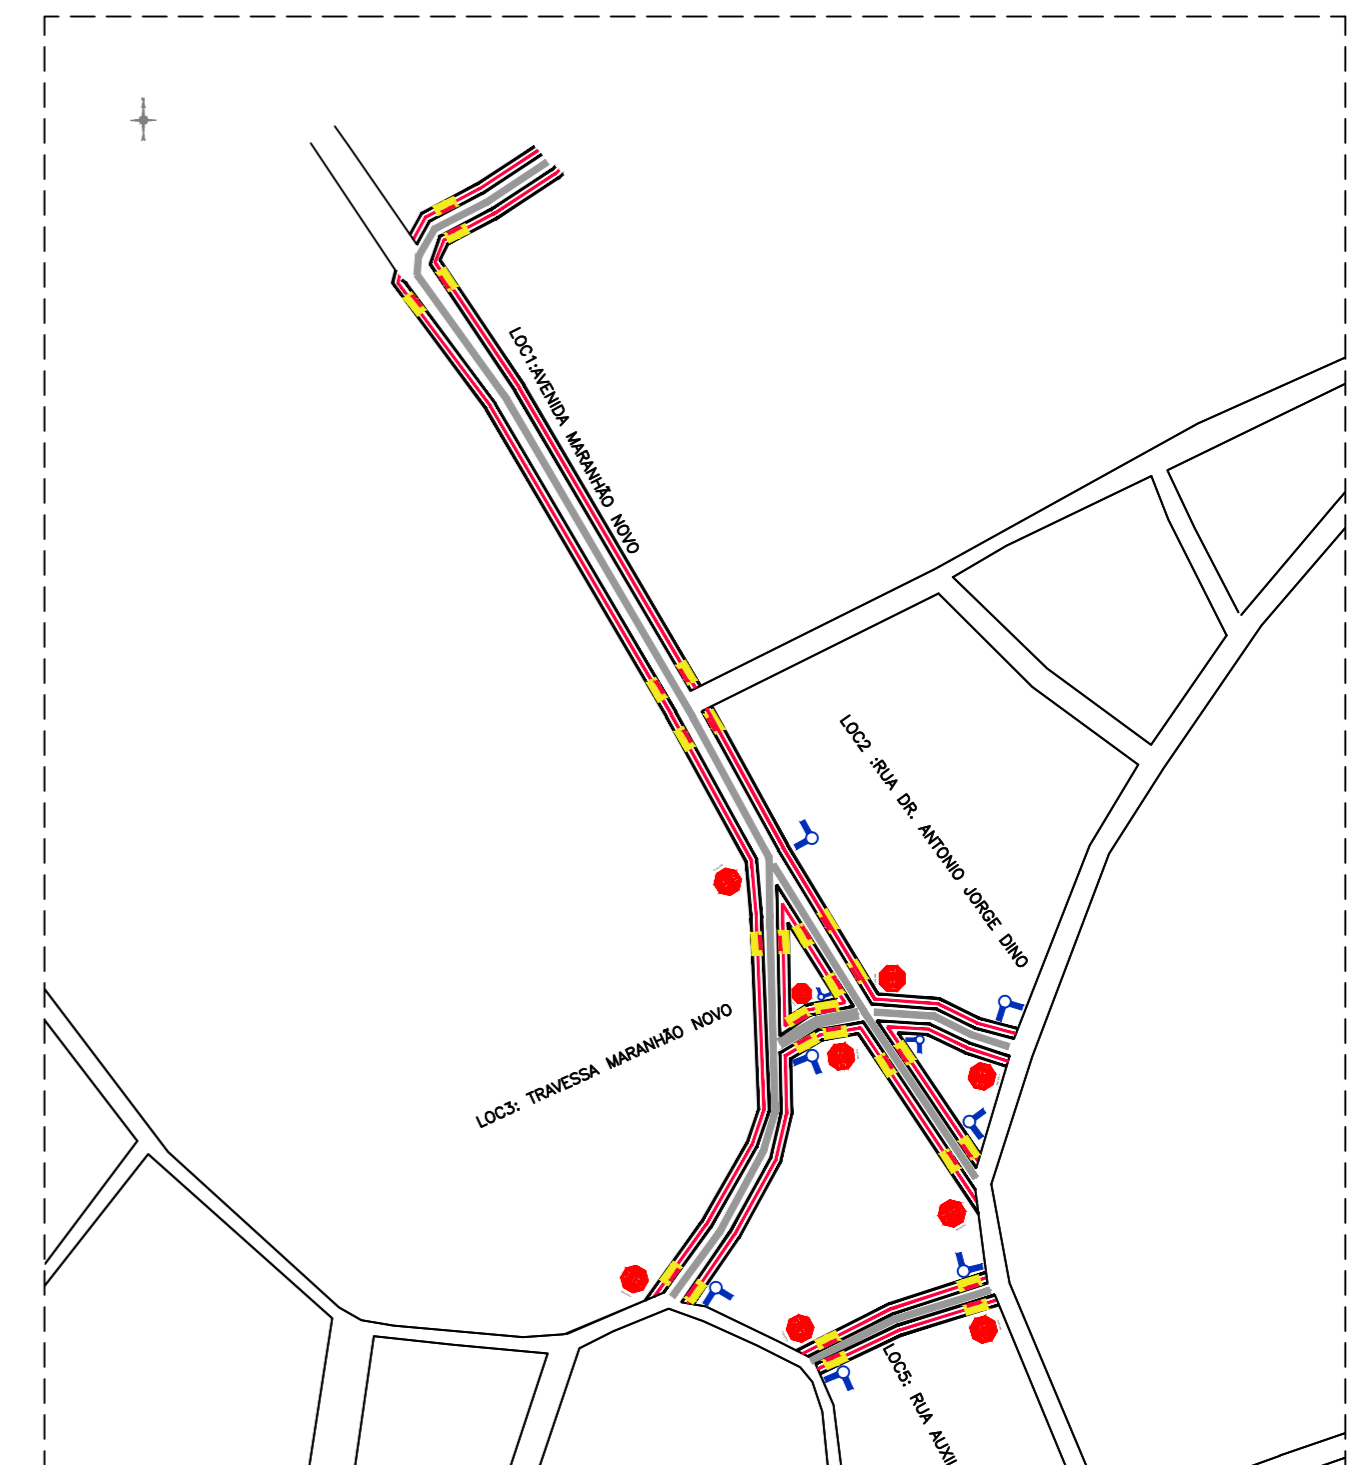 LOC1:AVENIDA MARANHÃO NOVO
LOC2 :RUA DR. ANTONIO JORGE DINO
LOC3: TRAVESSA MARANHÃO NOVO
LOC5: RUA